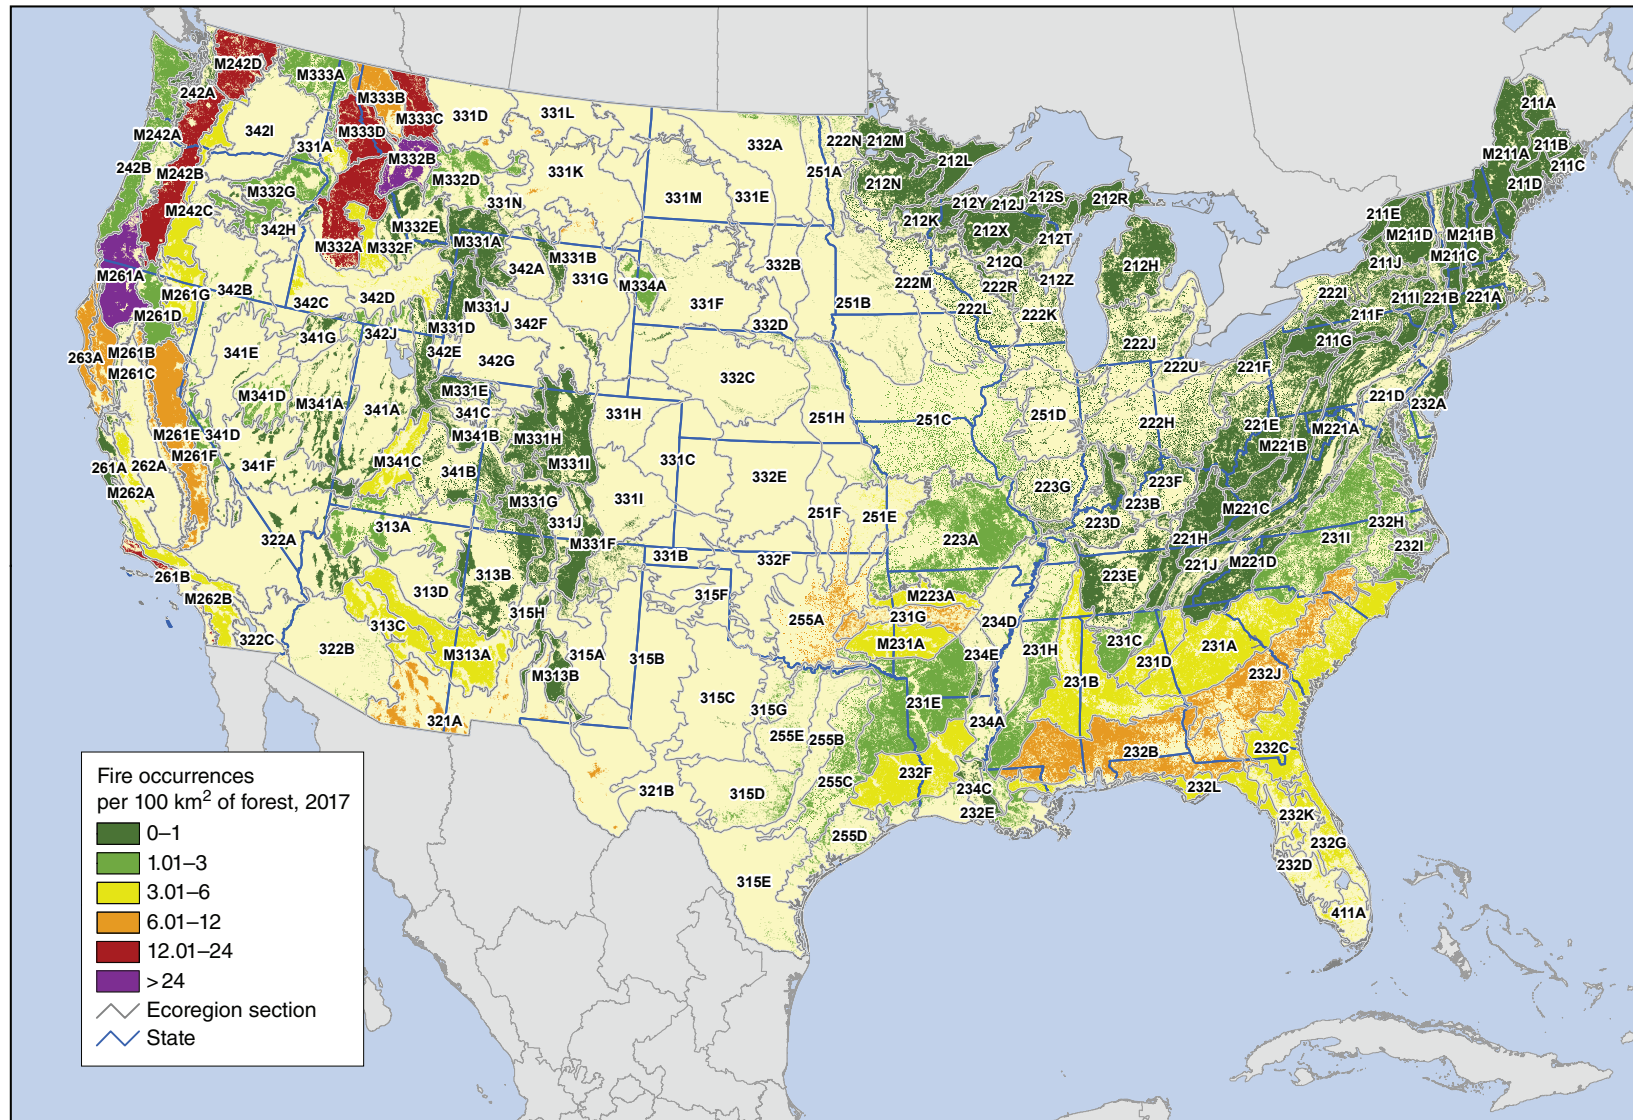 M242D
M333A
242A
M333B
M333C
331D
331L
342I
M333D
M242A
331A
332A
222N
212M
211A
211B
M211A
211C
242B
M242B
M332B
M332D
331K
251A
212L
212N
211D
M332G
M242C
331N
331M
331E
212Y
212J
212S
212R
212K
212X
212T
211E
M211D
M211B
M211C
342H
M332E
M332A
M332F
M331A
M331B
342A
331G
332B
212Q
212Z
212H
211J
M261A
M261G
342B
342C
342D
M331J
M334A
331F
251B
222M
222R
222L
222K
222I
211I
221B
221A
211F
M261D
341G
342J
M331D
342F
332D
222J
211G
263A
M261B
M261C
341E
342E
342G
332C
222U
221F
M341D
M341A
341A
M331E
341C
331H
251H
251C
251D
222H
221D
232A
M261E
341D
M261F
M341B
M331H
M331I
221E
M221B
M221A
261A
262A
341F
M341C
341B
331C
332E
223G
223F
M262A
M331G
331I
331J
251F
251E
223B
223D
M221C
322A
313A
M331F
331B
332F
223A
221H
232H
231I
232I
261B
M262B
313D
313B
315H
315F
M223A
223E
221J
M221D
322C
322B
313C
M313A
M313B
315A
315B
255A
231G
M231A
234D
234E
231H
231C
231D
231A
321A
315C
315G
231E
231B
232J
255E
255B
234A
232B
232C
321B
315D
255C
232F
234C
232E
232L
255D
232K
232G
232D
315E
411A
Fire occurrences
per 100 km² of forest, 2017
0–1
1.01–3
3.01–6
6.01–12
12.01–24
>24
Ecoregion section
State